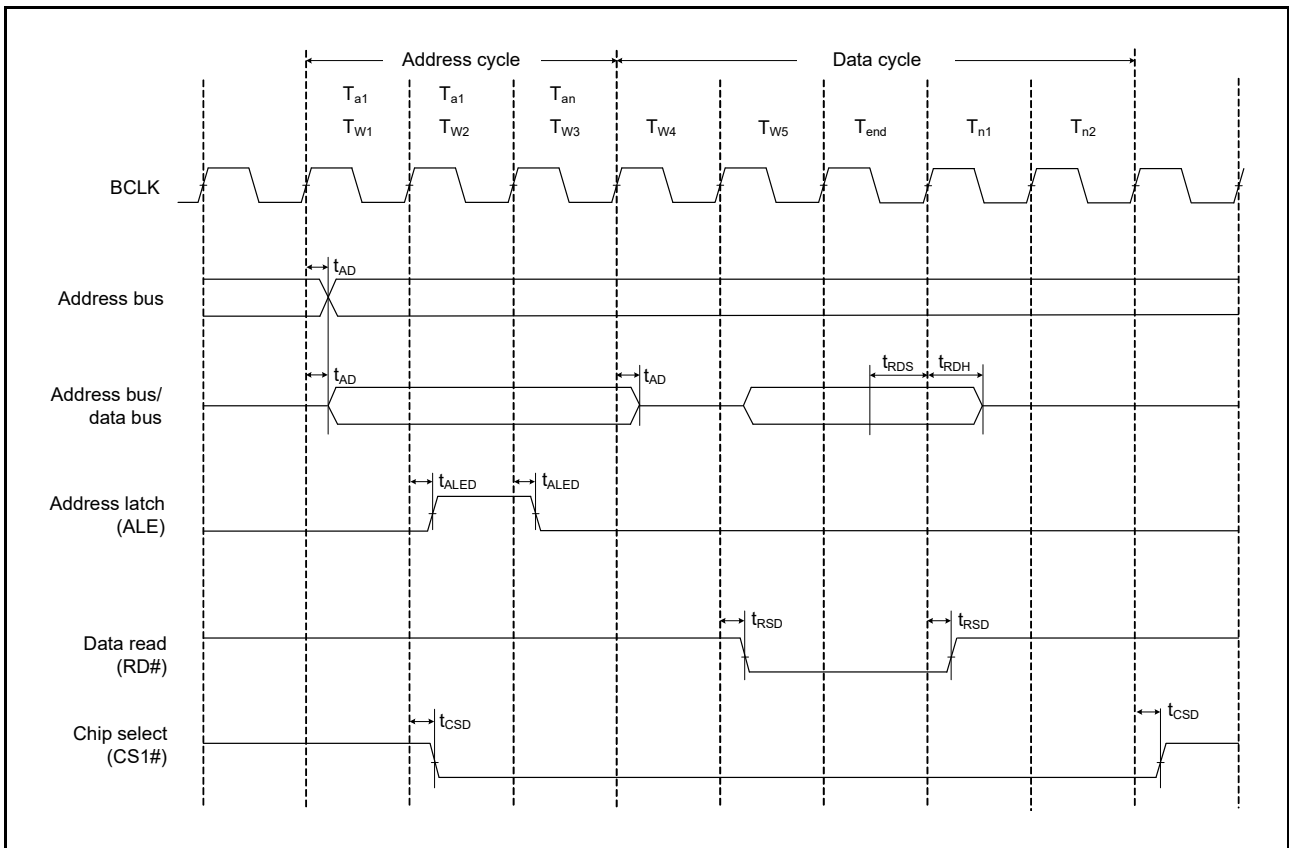 Address cycle Data cycle
Ta1 Ta1 Tan
TW1 TW2 TW3 TW4 TW5 Tend Tn1 Tn2
BCLK
tAD
Address bus
tRDS tRDH
tAD tAD
Address bus/
data bus
tALED tALED
Address latch
(ALE)
tRSD tRSD
Data read
(RD#)
tCSD tCSD
Chip select
(CS1#)